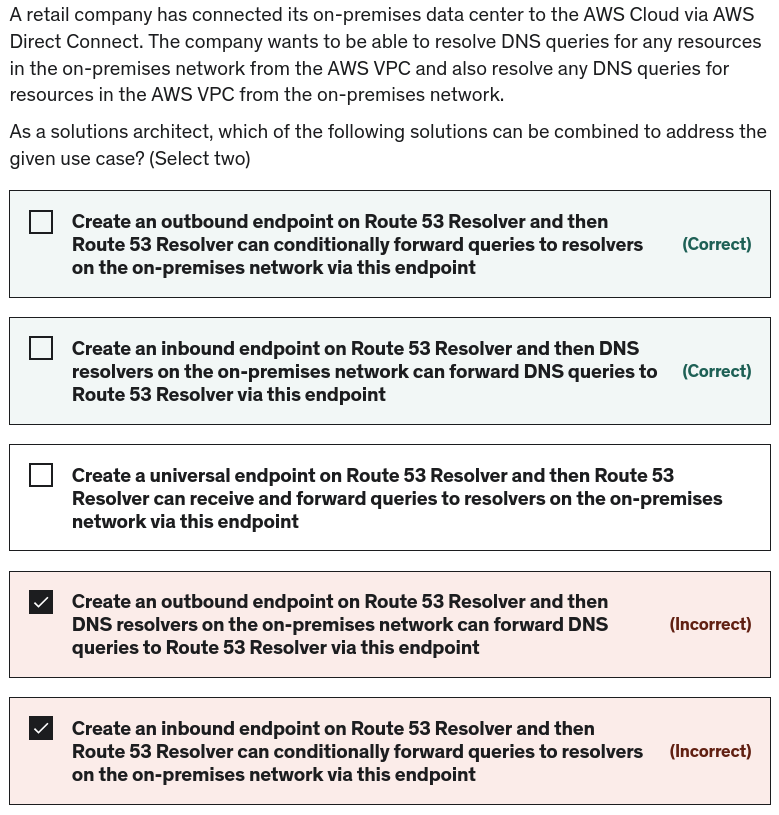 A retail company has connected its on-premises data center to the AWS Cloud via AWS
Direct Connect. The company wants to be able to resolve DNS queries for any resources
in the on-premises network from the AWS VPC and also resolve any DNS queries for
resources in the AWS VPC from the on-premises network.
As a solutions architect, which of the following solutions can be combined to address the
given use case? (Select two)
Create an outbound endpoint on Route 53 Resolver and then
Route 53 Resolver can conditionally forward queries to resolvers (Correct)
on the on-premises network via this endpoint
Create an inbound endpoint on Route 53 Resolver and then DNS
resolvers on the on-premises network can forward DNS queries to (Correct)
Route 53 Resolver via this endpoint
Create a universal endpoint on Route 53 Resolver and then Route 53
Resolver can receive and forward queries to resolvers on the on-premises
network via this endpoint
Create an outbound endpoint on Route 53 Resolver and then
DNS resolvers on the on-premises network can forward DNS (Incorrect)
queries to Route 53 Resolver via this endpoint
Create an inbound endpoint on Route 53 Resolver and then
Route 53 Resolver can conditionally forward queries to resolvers (Incorrect)
on the on-premises network via this endpoint